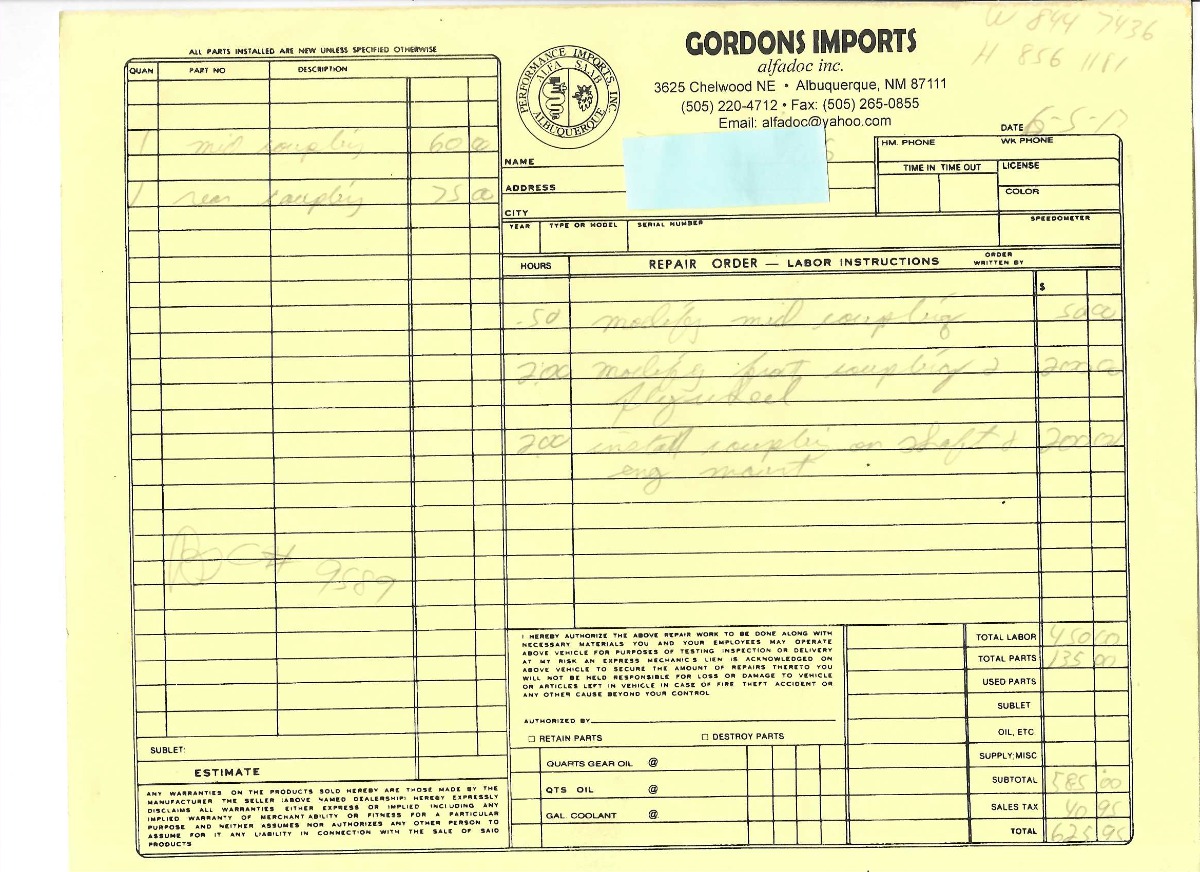 W 844 7436
H 856 1181
GORDONS IMPORTS
alfadoc inc.
3625 Chelwood NE • Albuquerque, NM 87111
(505) 220-4712 • Fax: (505) 265-0855
Email: alfadoc@yahoo.com
PERFORMANCE IMPORTS, INC.
ALFA SAAB
ALBUQUERQUE
DATE 6-5-17
ALL PARTS INSTALLED ARE NEW UNLESS SPECIFIED OTHERWISE
QUAN PART NO DESCRIPTION
1 mid coupling 60 00
1 rear coupling 75 00
PD CH
9589
SUBLET:
ESTIMATE
ANY WARRANTIES ON THE PRODUCTS SOLD HEREBY ARE THOSE MADE BY THE
MANUFACTURER THE SELLER (ABOVE NAMED DEALERSHIP) HEREBY EXPRESSLY
DISCLAIMS ALL WARRANTIES EITHER EXPRESS OR IMPLIED INCLUDING ANY
IMPLIED WARRANTY OF MERCHANTABILITY OR FITNESS FOR A PARTICULAR
PURPOSE AND NEITHER ASSUMES NOR AUTHORIZES ANY OTHER PERSON TO
ASSUME FOR IT ANY LIABILITY IN CONNECTION WITH THE SALE OF SAID
PRODUCTS
NAME
ADDRESS
CITY
HM. PHONE WK PHONE
TIME IN TIME OUT LICENSE
COLOR
YEAR TYPE OR MODEL SERIAL NUMBER SPEEDOMETER
HOURS REPAIR ORDER — LABOR INSTRUCTIONS ORDER WRITTEN BY
$
.50 modify mid coupling 50 00
2.00 modify front coupling & 200 00
flywheel
2.00 install coupling on shaft & 200 00
eng mount
I HEREBY AUTHORIZE THE ABOVE REPAIR WORK TO BE DONE ALONG WITH
NECESSARY MATERIALS YOU AND YOUR EMPLOYEES MAY OPERATE
ABOVE VEHICLE FOR PURPOSES OF TESTING INSPECTION OR DELIVERY
AT MY RISK AN EXPRESS MECHANICS LIEN IS ACKNOWLEDGED ON
ABOVE VEHICLE TO SECURE THE AMOUNT OF REPAIRS THERETO YOU
WILL NOT BE HELD RESPONSIBLE FOR LOSS OR DAMAGE TO VEHICLE
OR ARTICLES LEFT IN VEHICLE IN CASE OF FIRE THEFT ACCIDENT OR
ANY OTHER CAUSE BEYOND YOUR CONTROL
AUTHORIZED BY
RETAIN PARTS DESTROY PARTS
QUARTS GEAR OIL @
QTS OIL @
GAL COOLANT @
TOTAL LABOR 450 00
TOTAL PARTS 135 00
USED PARTS
SUBLET
OIL, ETC
SUPPLY; MISC
SUBTOTAL 585 00
SALES TAX 40 95
TOTAL 625 95